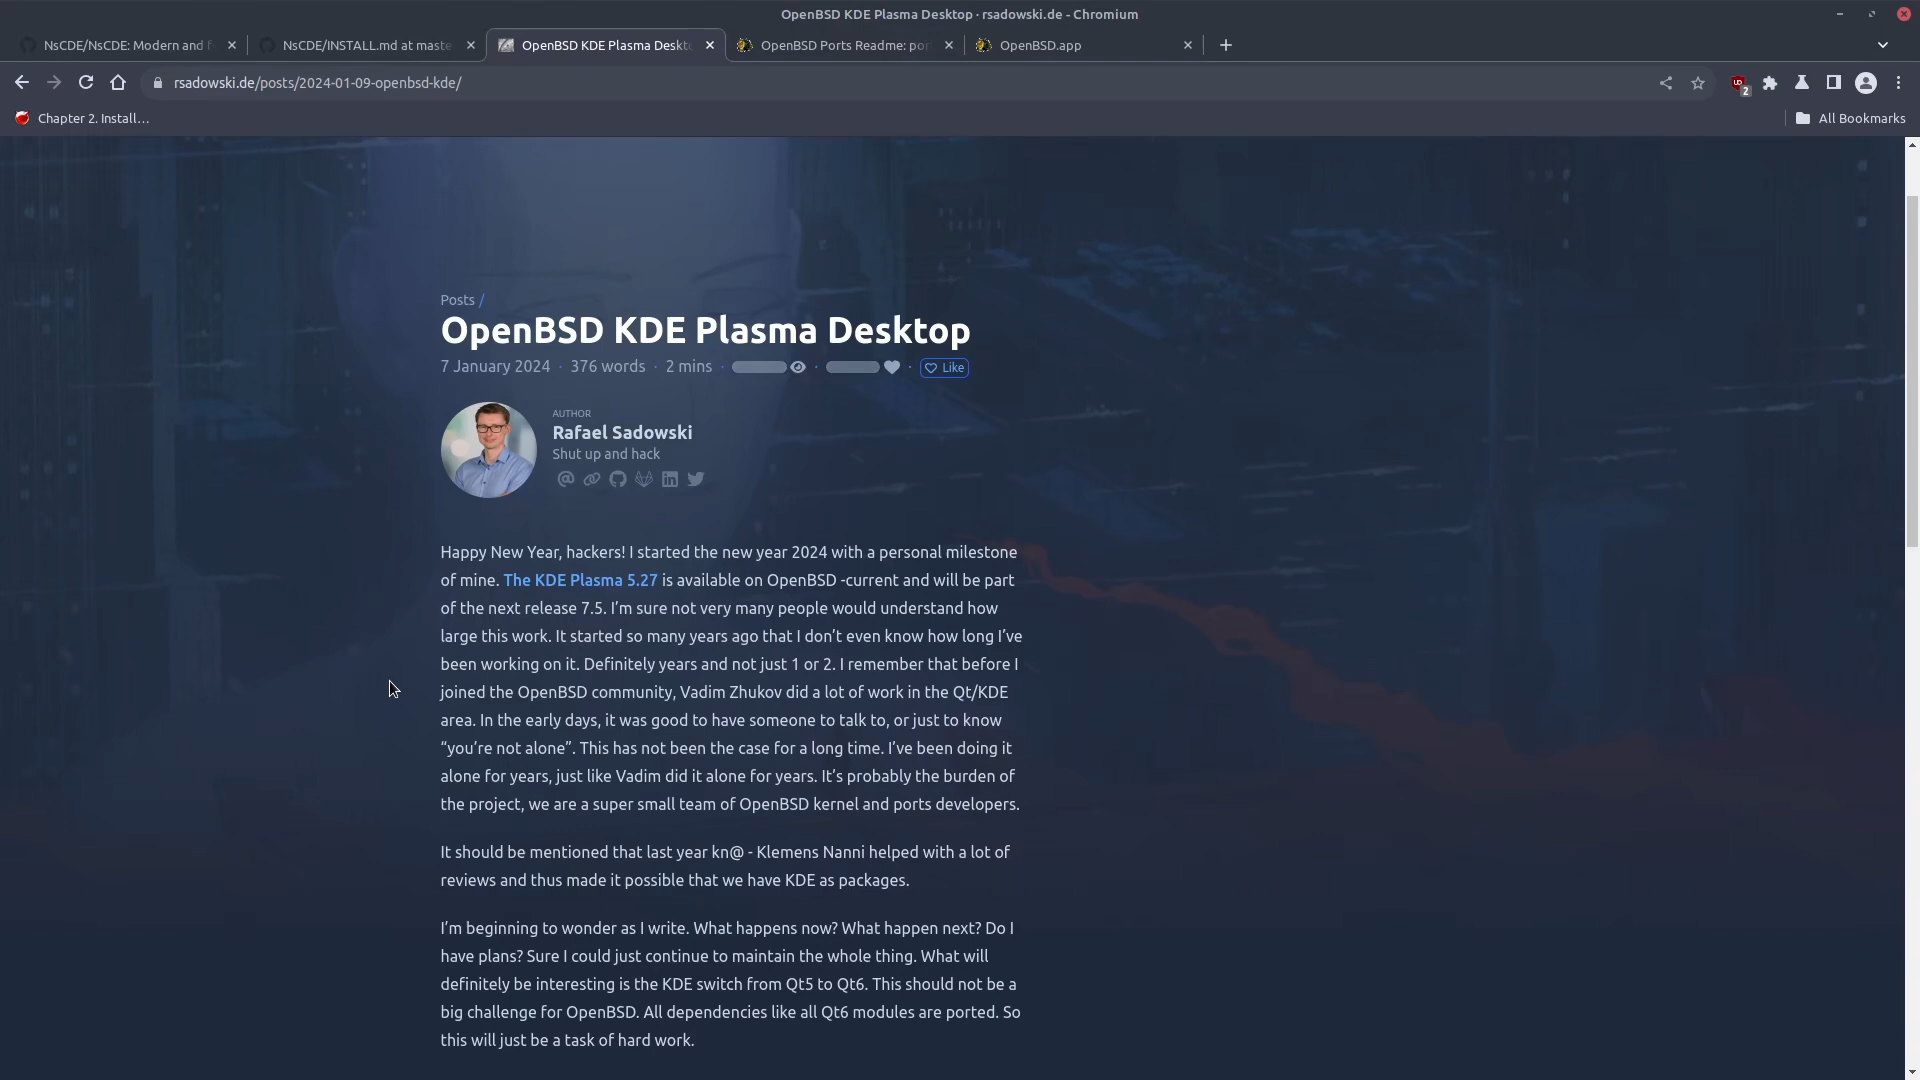 OpenBSD KDE Plasma Desktop · rsadowski.de - Chromium
NsCDE/NsCDE: Modern and f
NsCDE/INSTALL.md at maste
OpenBSD KDE Plasma Deskto
OpenBSD Ports Readme: por
OpenBSD.app
rsadowski.de/posts/2024-01-09-openbsd-kde/
2
Chapter 2. Install...
All Bookmarks
Posts /
OpenBSD KDE Plasma Desktop
7 January 2024 · 376 words · 2 mins · · · Like
AUTHOR
Rafael Sadowski
Shut up and hack
Happy New Year, hackers! I started the new year 2024 with a personal milestone
of mine. The KDE Plasma 5.27 is available on OpenBSD -current and will be part
of the next release 7.5. I’m sure not very many people would understand how
large this work. It started so many years ago that I don’t even know how long I’ve
been working on it. Definitely years and not just 1 or 2. I remember that before I
joined the OpenBSD community, Vadim Zhukov did a lot of work in the Qt/KDE
area. In the early days, it was good to have someone to talk to, or just to know
“you’re not alone”. This has not been the case for a long time. I’ve been doing it
alone for years, just like Vadim did it alone for years. It’s probably the burden of
the project, we are a super small team of OpenBSD kernel and ports developers.
It should be mentioned that last year kn@ - Klemens Nanni helped with a lot of
reviews and thus made it possible that we have KDE as packages.
I’m beginning to wonder as I write. What happens now? What happen next? Do I
have plans? Sure I could just continue to maintain the whole thing. What will
definitely be interesting is the KDE switch from Qt5 to Qt6. This should not be a
big challenge for OpenBSD. All dependencies like all Qt6 modules are ported. So
this will just be a task of hard work.